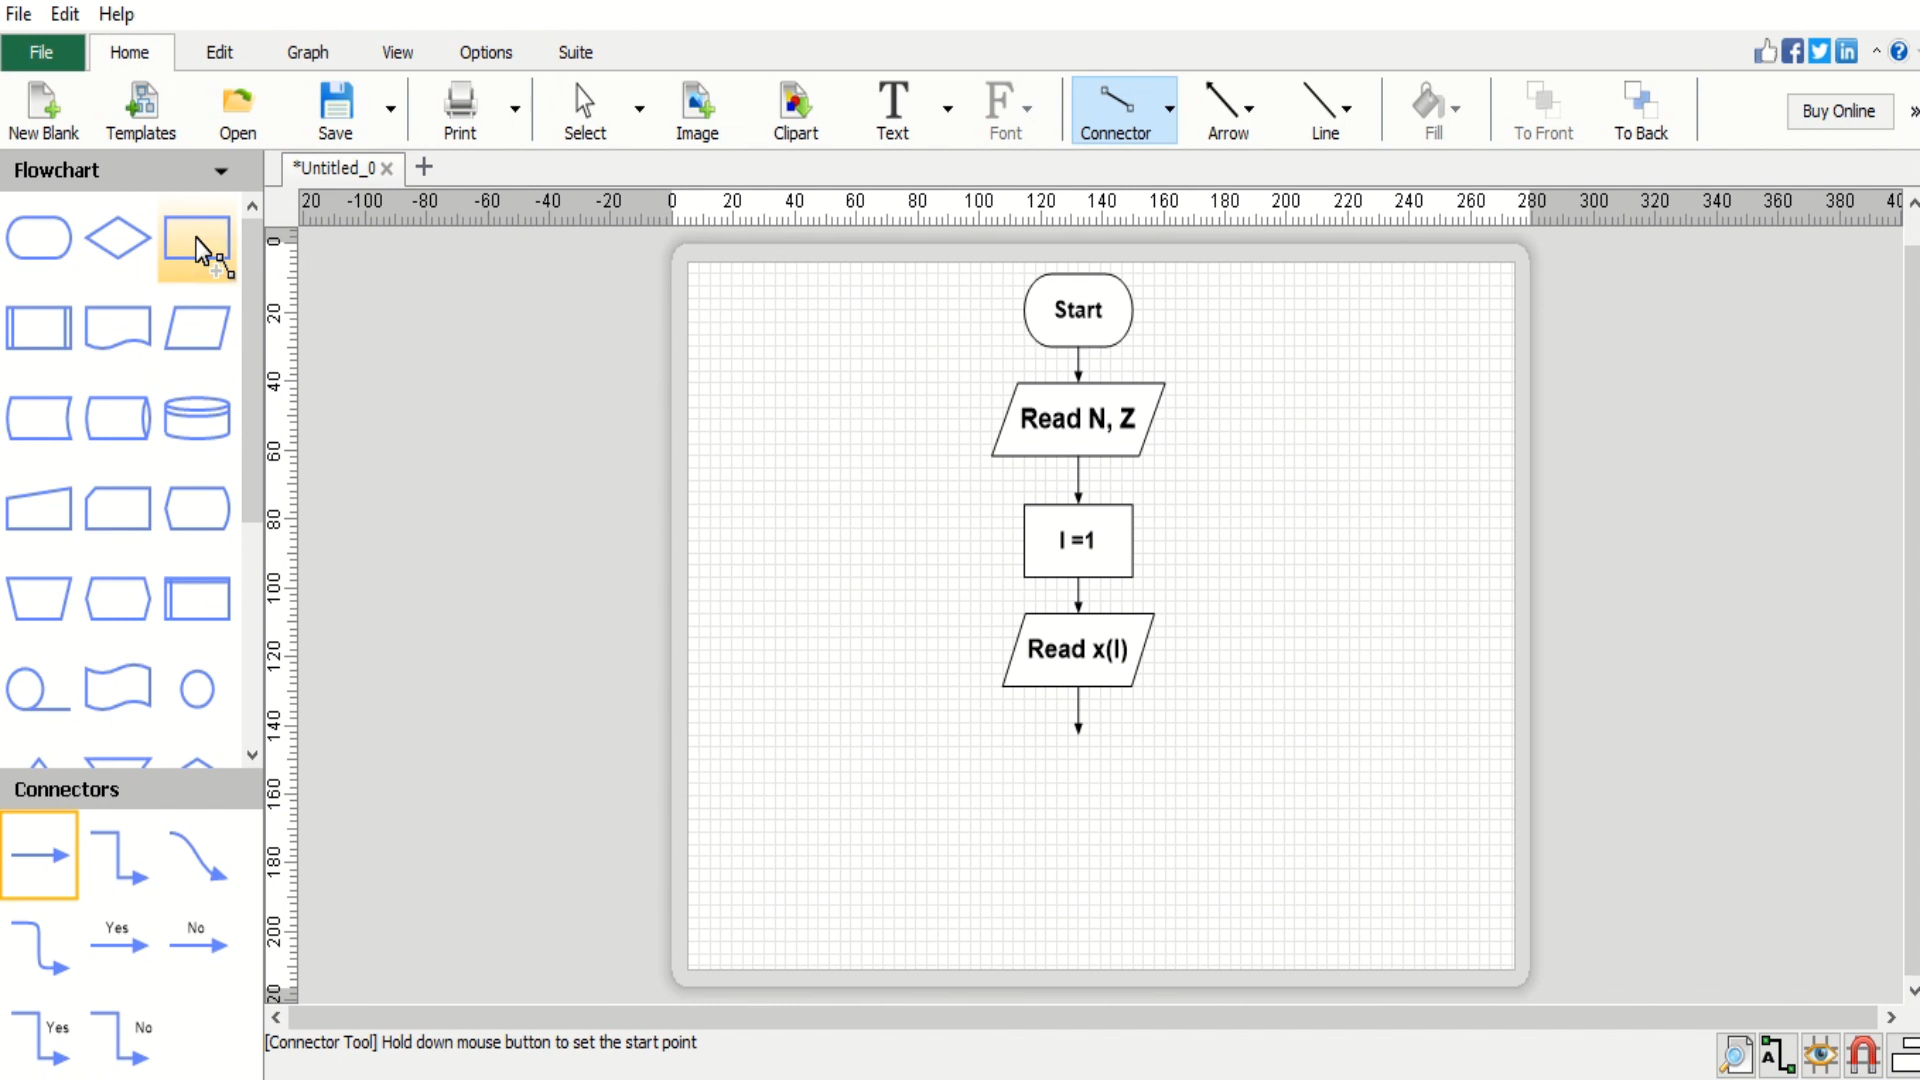 File Edit Help
File Home Edit Graph View Options Suite
New Blank Templates Open Save Print Select Image Clipart Text Font Connector Arrow Line Fill To Front To Back Buy Online »
Flowchart
*Untitled_0
20 -100 -80 -60 -40 -20 0 20 40 60 80 100 120 140 160 180 200 220 240 260 280 300 320 340 360 380 40
0
20
40
60
80
100
120
140
160
180
200
20
Start
Read N, Z
I =1
Read x(I)
Connectors
Yes No
Yes No
[Connector Tool] Hold down mouse button to set the start point